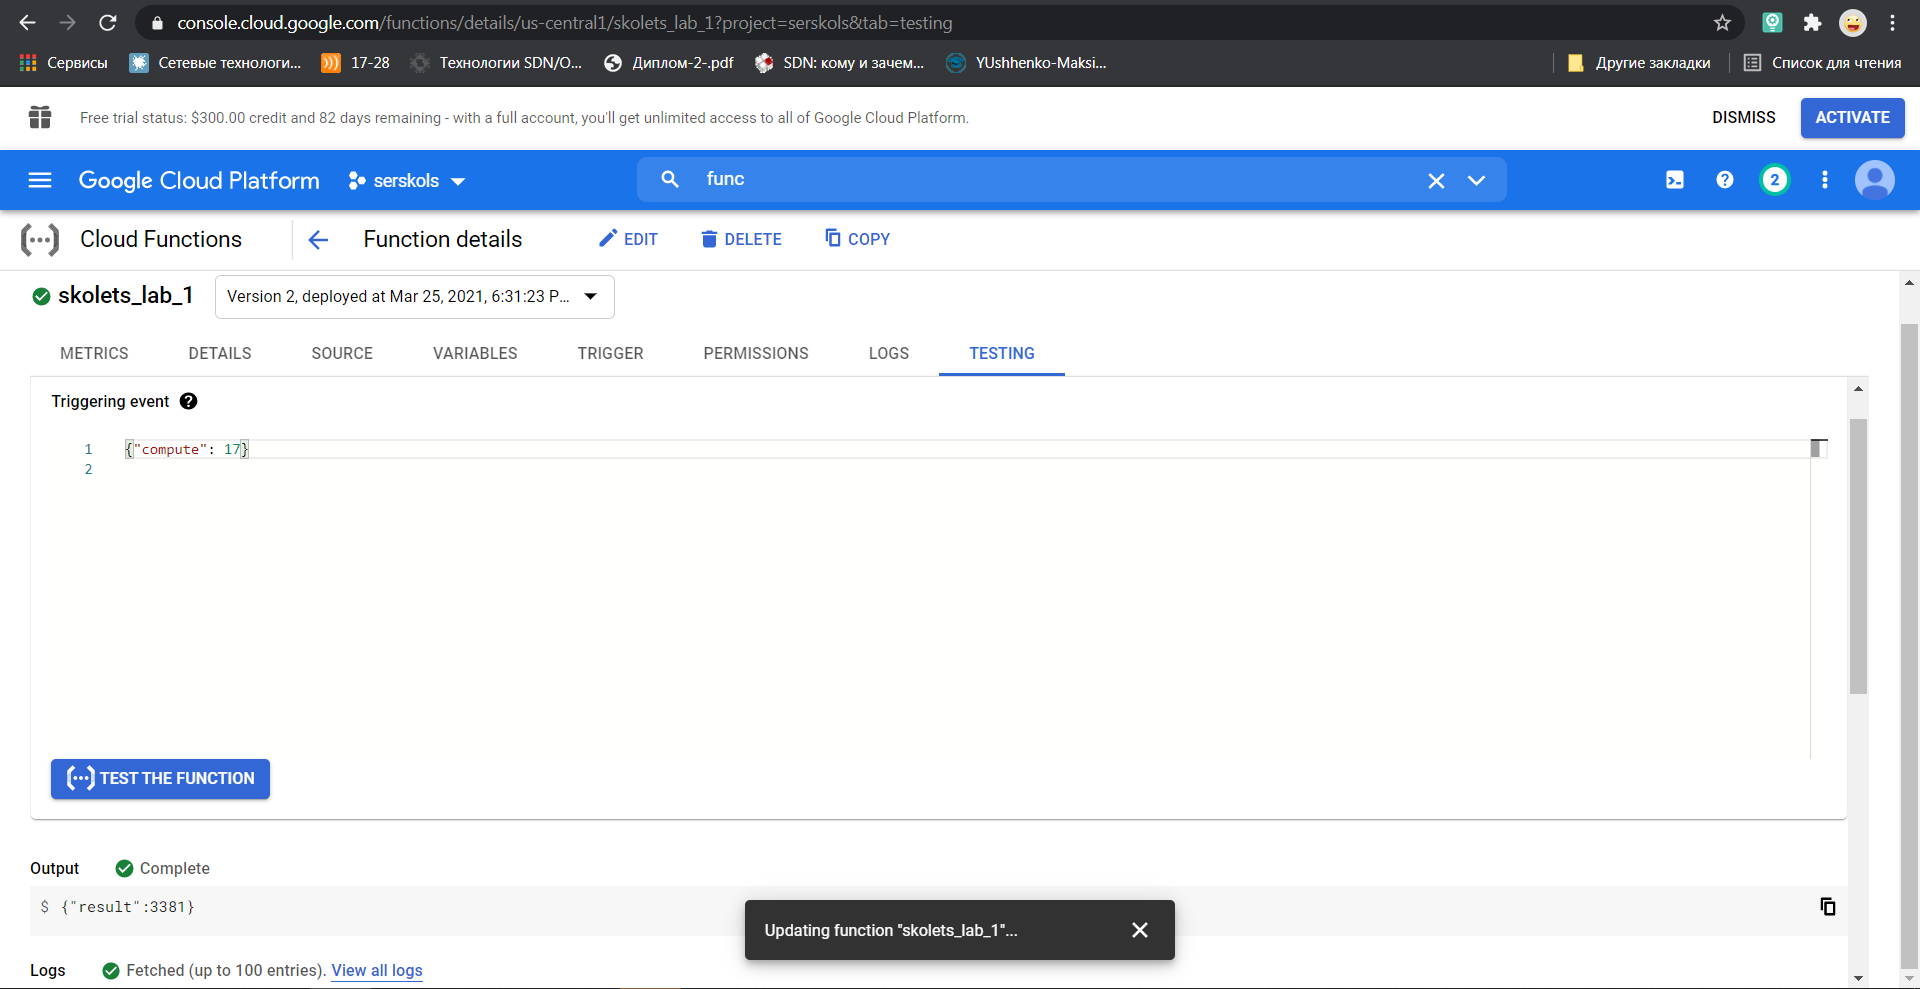 console.cloud.google.com/functions/details/us-central1/skolets_lab_1?project=serskols&tab=testing
Сервисы Сетевые технологи... 17-28 Технологии SDN/O... Диплом-2-.pdf SDN: кому и зачем... YUshhenko-Maksi... Другие закладки Список для чтения
Free trial status: $300.00 credit and 82 days remaining - with a full account, you'll get unlimited access to all of Google Cloud Platform. DISMISS ACTIVATE
Google Cloud Platform serskols func 2
Cloud Functions Function details EDIT DELETE COPY
skolets_lab_1 Version 2, deployed at Mar 25, 2021, 6:31:23 P...
METRICS DETAILS SOURCE VARIABLES TRIGGER PERMISSIONS LOGS TESTING
Triggering event
1 {"compute": 17}
2
TEST THE FUNCTION
Output Complete
$ {"result":3381}
Updating function "skolets_lab_1"...
Logs Fetched (up to 100 entries). View all logs